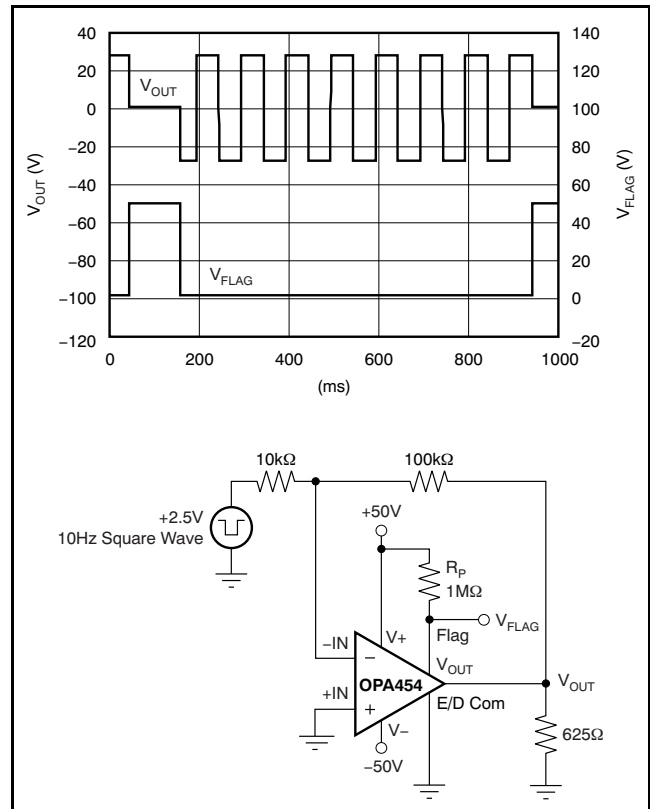 40
20
0
−20
−40
−60
−80
−100
−120
V_OUT (V)
V_OUT
V_FLAG
140
120
100
80
60
40
20
0
−20
V_FLAG (V)
0 200 400 600 800 1000
(ms)
10kΩ 100kΩ
+2.5V
10Hz Square Wave
+50V
R_P
1MΩ
V_FLAG
Flag
V+
−IN
V_OUT
V_OUT
OPA454
+IN
E/D Com
V−
−50V
625Ω